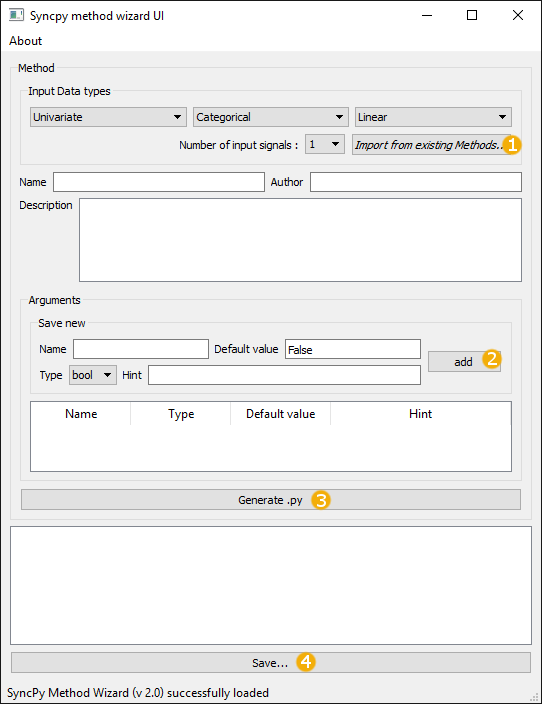 Syncpy method wizard UI
About
Method
Input Data types
Univariate Categorical Linear
Number of input signals : 1 Import from existing Methods.. 1
Name Author
Description
Arguments
Save new
Name Default value False
add 2
Type bool Hint
Name Type Default value Hint
Generate .py 3
Save... 4
SyncPy Method Wizard (v 2.0) successfully loaded